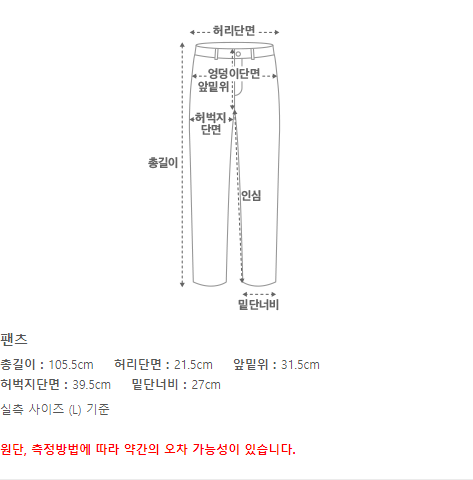 허리단면
엉덩이단면
앞밑위
허벅지
단면
총길이
인심
밑단너비
팬츠
총길이 : 105.5cm 허리단면 : 21.5cm 앞밑위 : 31.5cm
허벅지단면 : 39.5cm 밑단너비 : 27cm
실측 사이즈 (L) 기준
원단, 측정방법에 따라 약간의 오차 가능성이 있습니다.